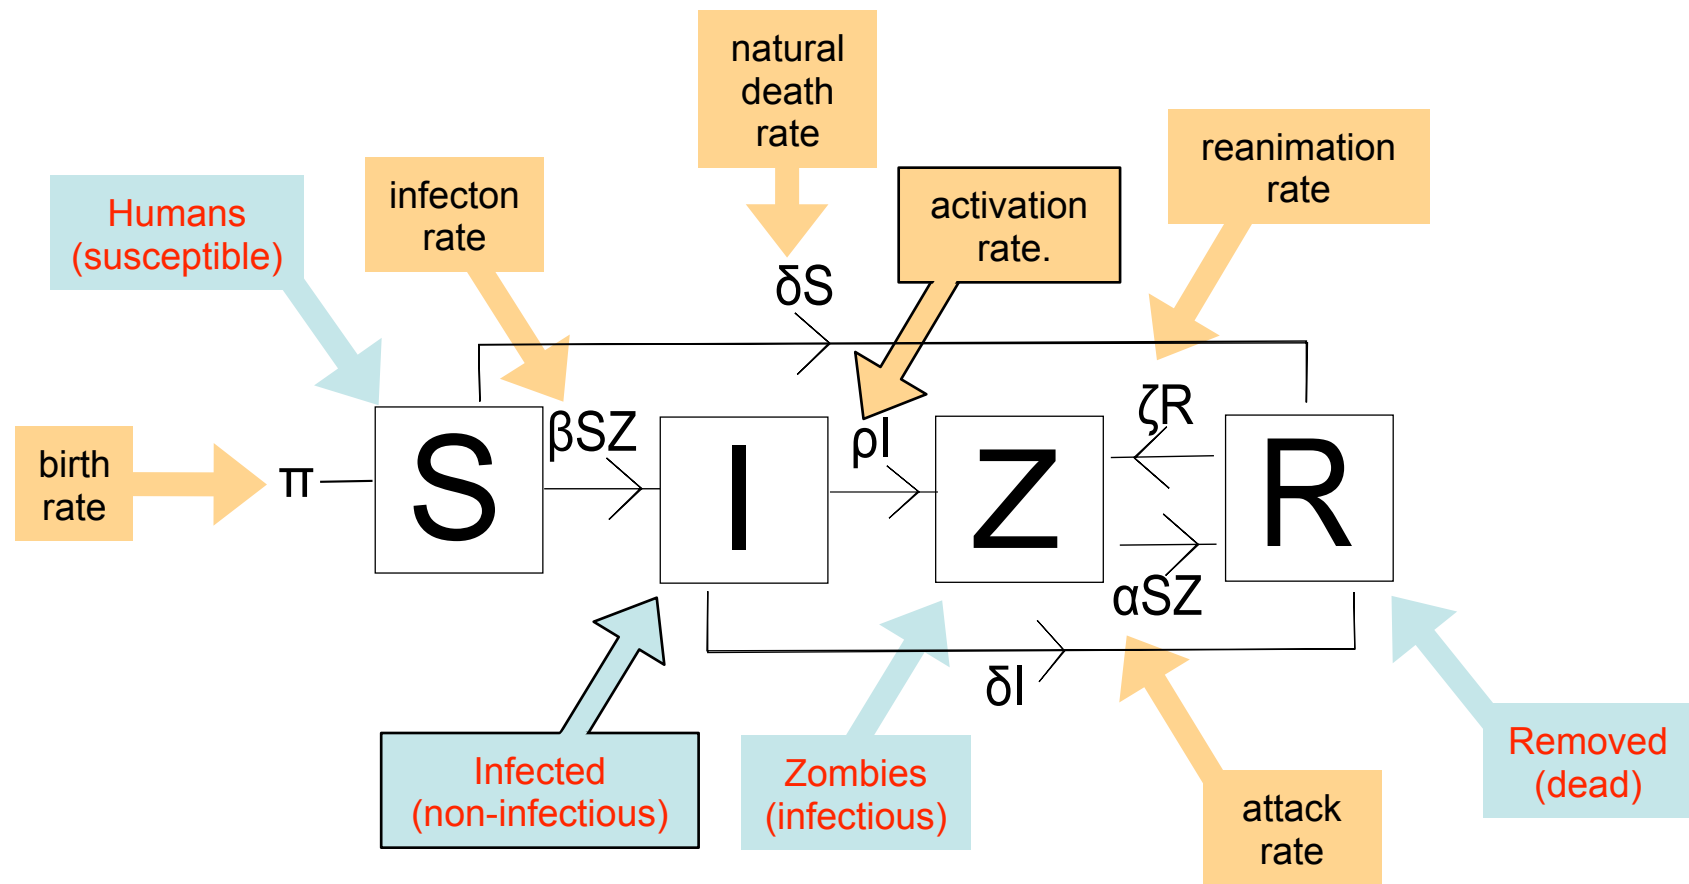 natural
death
rate
reanimation
rate
activation
rate.
infecton
rate
Humans
(susceptible)
δS
birth
rate
π
S
βSZ
I
ρI
Z
ζR
αSZ
R
δI
Infected
(non-infectious)
Zombies
(infectious)
attack
rate
Removed
(dead)